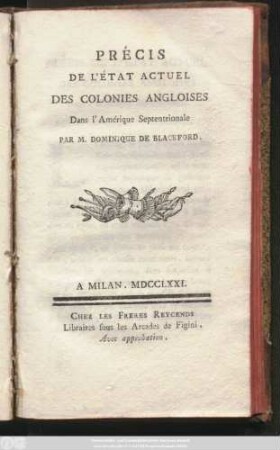 PRÉCIS
DE L'ÉTAT ACTUEL
DES COLONIES ANGLOISES
Dans l'Amérique Septentrionale
PAR M. DOMINIQUE DE BLACKFORD.
A MILAN. MDCCLXXI.
CHEZ LES FRERES REYCENDS
Libraires sous les Arcades de Figini.
Avec approbation.